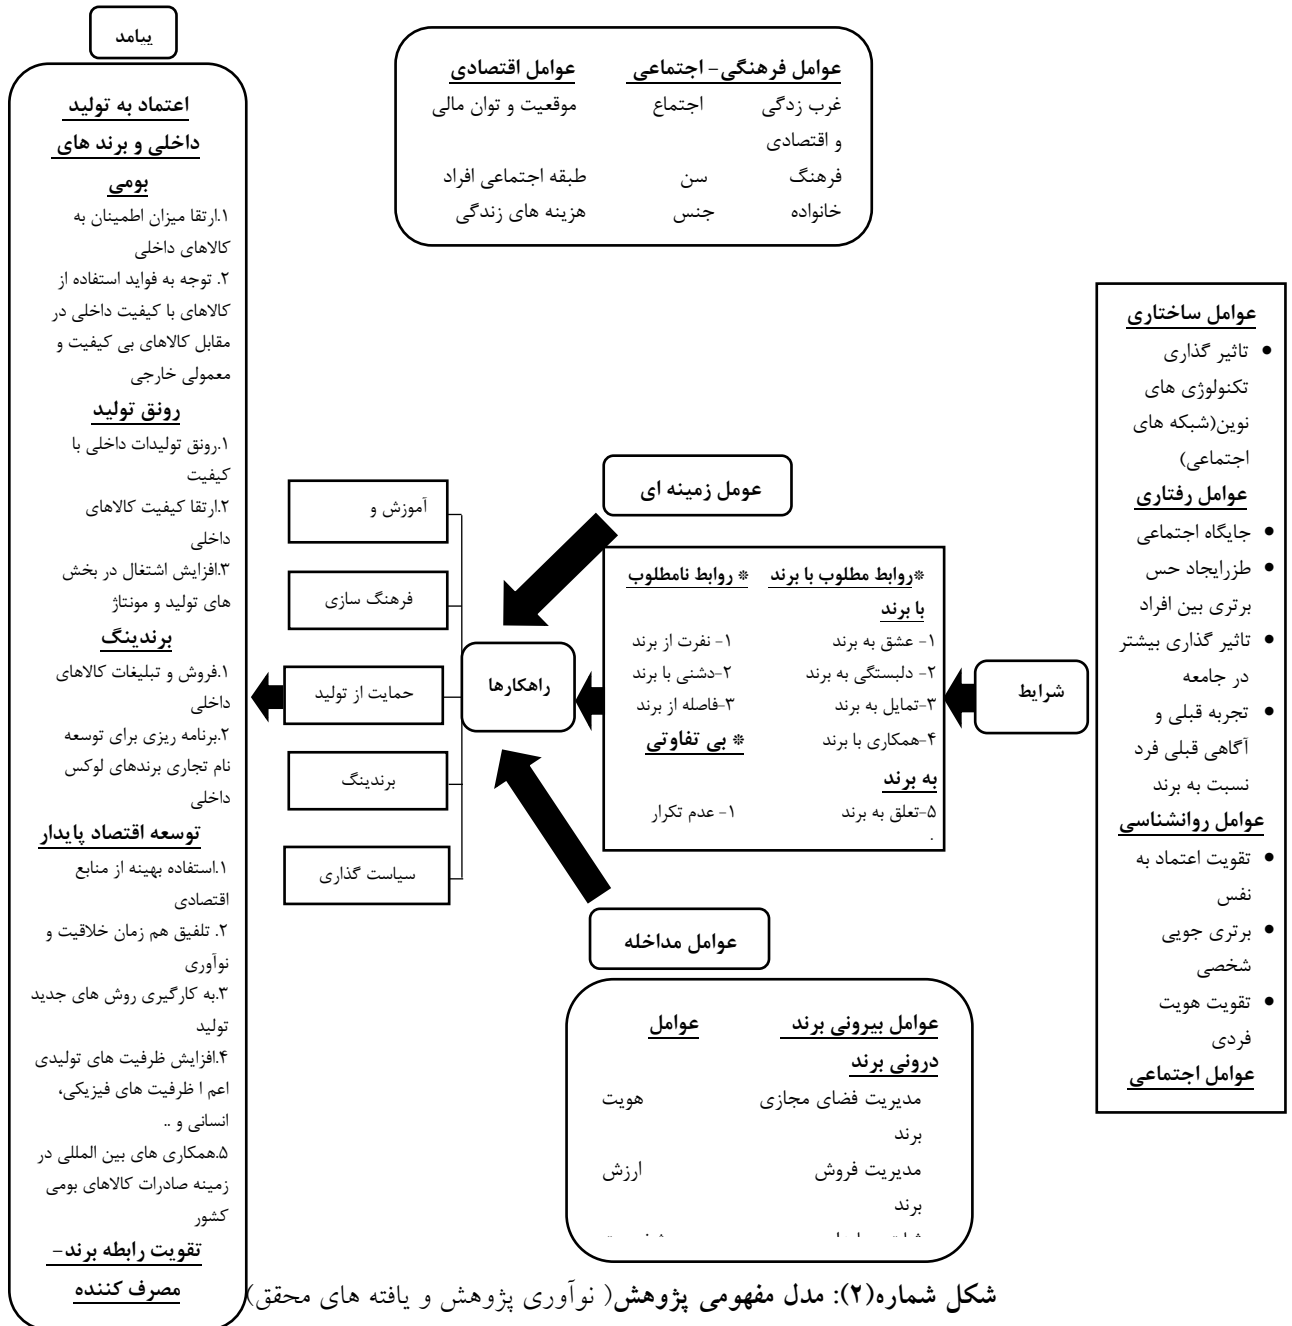 پیامد
اعتماد به تولید
داخلی و برند های
بومی
۱.ارتقا میزان اطمینان به
کالاهای داخلی
۲. توجه به فواید استفاده از
کالاهای با کیفیت داخلی در
مقابل کالاهای بی کیفیت و
معمولی خارجی
رونق تولید
۱.رونق تولیدات داخلی با
کیفیت
۲.ارتقا کیفیت کالاهای
داخلی
۳.افزایش اشتغال در بخش
های تولید و مونتاژ
برندینگ
۱.فروش و تبلیغات کالاهای
داخلی
۲.برنامه ریزی برای توسعه
نام تجاری برندهای لوکس
داخلی
توسعه اقتصاد پایدار
۱.استفاده بهینه از منابع
اقتصادی
۲. تلفیق هم زمان خلاقیت و
نوآوری
۳.به کارگیری روش های جدید
تولید
۴.افزایش ظرفیت های تولیدی
اعم ا ظرفیت های فیزیکی،
انسانی و ..
۵.همکاری های بین المللی در
زمینه صادرات کالاهای بومی
کشور
تقویت رابطه برند-
مصرف کننده
عوامل فرهنگی- اجتماعی عوامل اقتصادی
غرب زدگی اجتماع موقعیت و توان مالی
و اقتصادی
فرهنگ سن طبقه اجتماعی افراد
خانواده جنس هزینه های زندگی
عوامل ساختاری
• تاثیر گذاری
تکنولوژی های
نوین(شبکه های
اجتماعی)
عوامل رفتاری
• جایگاه اجتماعی
• طزرایجاد حس
برتری بین افراد
• تاثیر گذاری بیشتر
در جامعه
• تجربه قبلی و
آگاهی قبلی فرد
نسبت به برند
عوامل روانشناسی
• تقویت اعتماد به
نفس
• برتری جویی
شخصی
• تقویت هویت
فردی
عوامل اجتماعی
شرایط
عومل زمینه ای
*روابط مطلوب با برند * روابط نامطلوب
با برند
۱- عشق به برند ۱- نفرت از برند
۲- دلبستگی به برند ۲-دشنی با برند
۳-تمایل به برند ۳-فاصله از برند
۴-همکاری با برند * بی تفاوتی
به برند
۵-تعلق به برند ۱- عدم تکرار
راهکارها
آموزش و
فرهنگ سازی
حمایت از تولید
برندینگ
سیاست گذاری
عوامل مداخله
عوامل بیرونی برند عوامل
درونی برند
مدیریت فضای مجازی هویت
برند
مدیریت فروش ارزش
برند
شکل شماره(۲): مدل مفهومی پژوهش( نوآوری پژوهش و یافته های محقق)